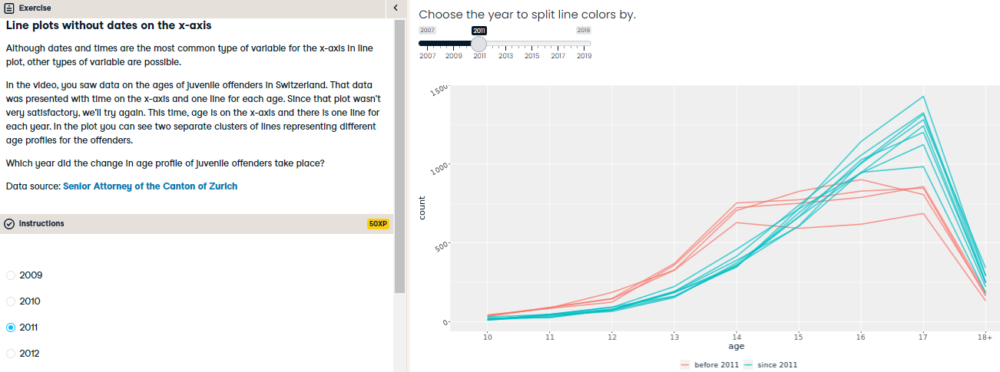 Exercise
Line plots without dates on the x-axis
Although dates and times are the most common type of variable for the x-axis in line
plot, other types of variable are possible.
In the video, you saw data on the ages of juvenile offenders in Switzerland. That data
was presented with time on the x-axis and one line for each age. Since that plot wasn't
very satisfactory, we'll try again. This time, age is on the x-axis and there is one line for
each year. In the plot you can see two separate clusters of lines representing different
age profiles for the offenders.
Which year did the change in age profile of juvenile offenders take place?
Data source: Senior Attorney of the Canton of Zurich
Instructions
50XP
2009
2010
2011
2012
Choose the year to split line colors by.
2007 2011 2019
2007 2009 2011 2013 2015 2017 2019
1500
1000
500
0
count
10 11 12 13 14 15 16 17 18+
age
before 2011 since 2011